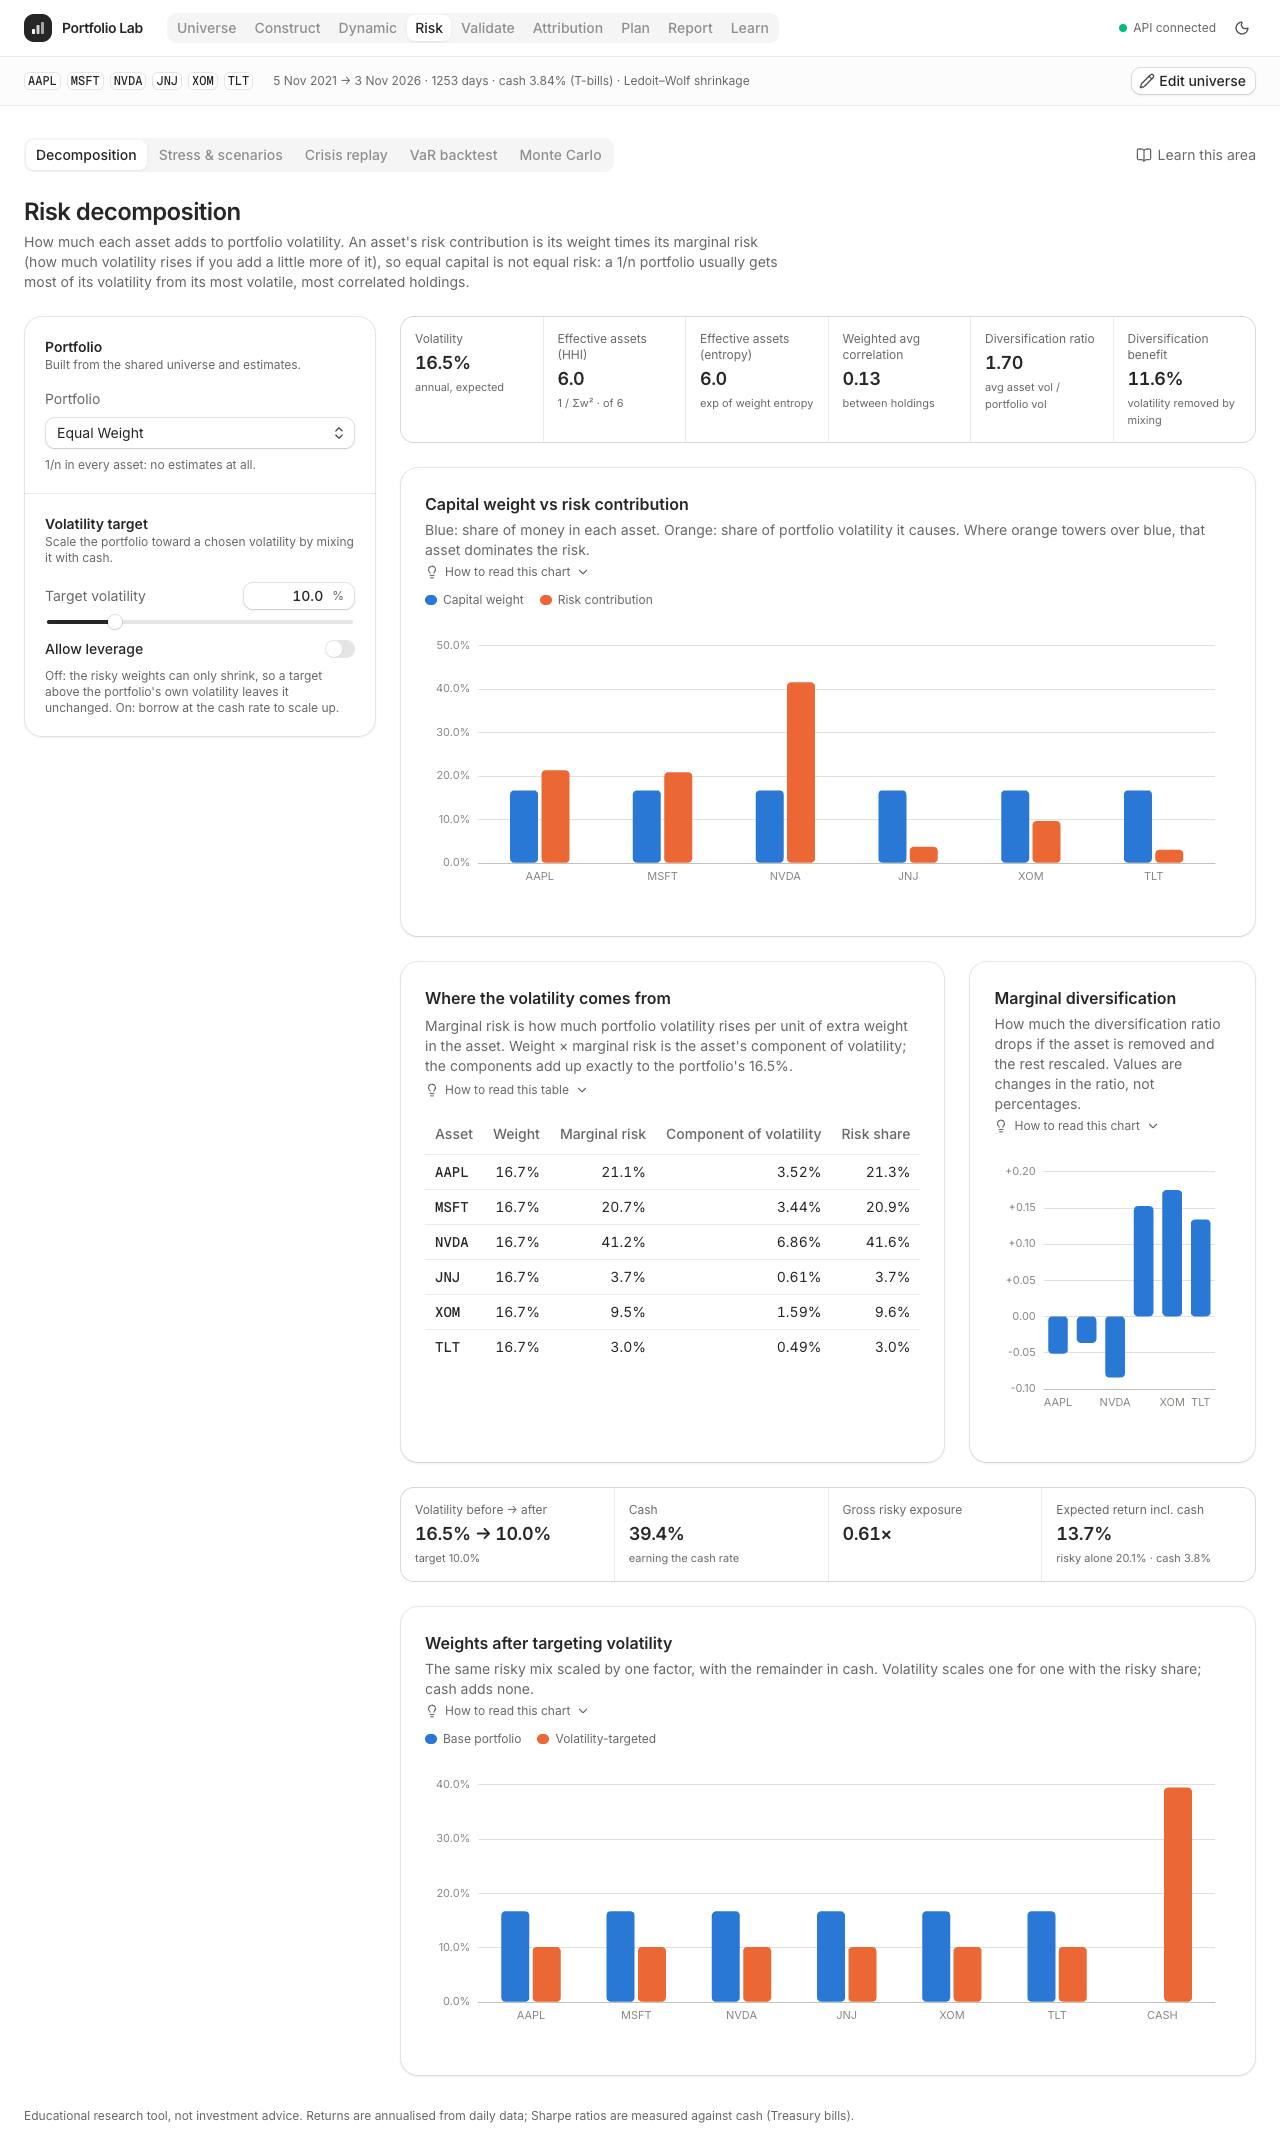 Portfolio Lab
Universe Construct Dynamic Risk Validate Attribution Plan Report Learn
API connected
AAPL MSFT NVDA JNJ XOM TLT
5 Nov 2021 → 3 Nov 2026 · 1253 days · cash 3.84% (T-bills) · Ledoit–Wolf shrinkage
Edit universe
Decomposition Stress & scenarios Crisis replay VaR backtest Monte Carlo
Learn this area
Risk decomposition
How much each asset adds to portfolio volatility. An asset's risk contribution is its weight times its marginal risk
(how much volatility rises if you add a little more of it), so equal capital is not equal risk: a 1/n portfolio usually gets
most of its volatility from its most volatile, most correlated holdings.
Portfolio
Built from the shared universe and estimates.
Portfolio
Equal Weight
1/n in every asset: no estimates at all.
Volatility target
Scale the portfolio toward a chosen volatility by mixing
it with cash.
Target volatility
10.0 %
Allow leverage
Off: the risky weights can only shrink, so a target
above the portfolio's own volatility leaves it
unchanged. On: borrow at the cash rate to scale up.
Volatility
16.5%
annual, expected
Effective assets
(HHI)
6.0
1 / Σw² · of 6
Effective assets
(entropy)
6.0
exp of weight entropy
Weighted avg
correlation
0.13
between holdings
Diversification ratio
1.70
avg asset vol /
portfolio vol
Diversification
benefit
11.6%
volatility removed by
mixing
Capital weight vs risk contribution
Blue: share of money in each asset. Orange: share of portfolio volatility it causes. Where orange towers over blue, that
asset dominates the risk.
How to read this chart
Capital weight Risk contribution
50.0%
40.0%
30.0%
20.0%
10.0%
0.0%
AAPL MSFT NVDA JNJ XOM TLT
Where the volatility comes from
Marginal risk is how much portfolio volatility rises per unit of extra weight
in the asset. Weight × marginal risk is the asset's component of volatility;
the components add up exactly to the portfolio's 16.5%.
How to read this table
Asset Weight Marginal risk Component of volatility Risk share
AAPL 16.7% 21.1% 3.52% 21.3%
MSFT 16.7% 20.7% 3.44% 20.9%
NVDA 16.7% 41.2% 6.86% 41.6%
JNJ 16.7% 3.7% 0.61% 3.7%
XOM 16.7% 9.5% 1.59% 9.6%
TLT 16.7% 3.0% 0.49% 3.0%
Marginal diversification
How much the diversification ratio
drops if the asset is removed and
the rest rescaled. Values are
changes in the ratio, not
percentages.
How to read this chart
+0.20
+0.15
+0.10
+0.05
0.00
-0.05
-0.10
AAPL NVDA XOM TLT
Volatility before → after
16.5% → 10.0%
target 10.0%
Cash
39.4%
earning the cash rate
Gross risky exposure
0.61×
Expected return incl. cash
13.7%
risky alone 20.1% · cash 3.8%
Weights after targeting volatility
The same risky mix scaled by one factor, with the remainder in cash. Volatility scales one for one with the risky share;
cash adds none.
How to read this chart
Base portfolio Volatility-targeted
40.0%
30.0%
20.0%
10.0%
0.0%
AAPL MSFT NVDA JNJ XOM TLT CASH
Educational research tool, not investment advice. Returns are annualised from daily data; Sharpe ratios are measured against cash (Treasury bills).